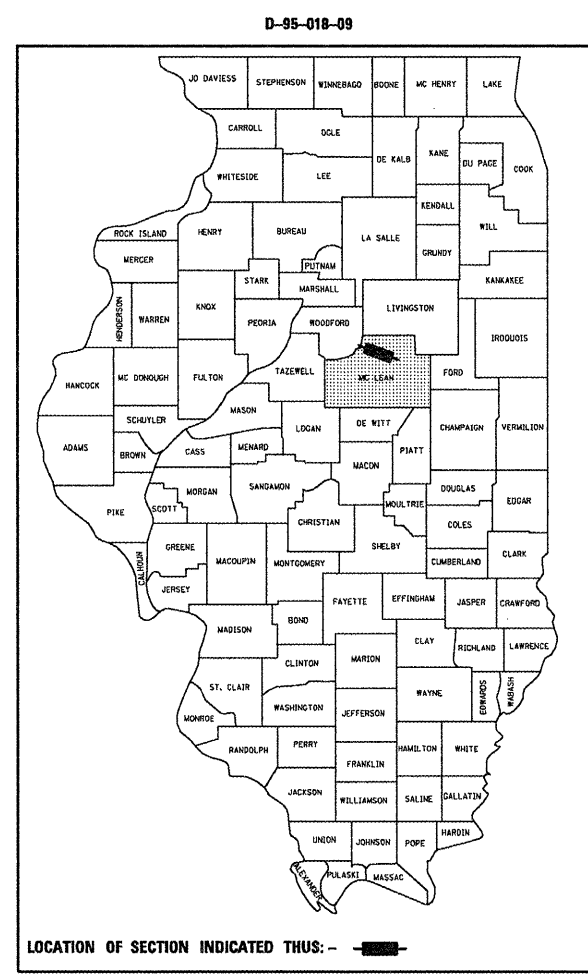 D-95-018-09
JO DAVIESS STEPHENSON WINNEBAGO BOONE MC HENRY LAKE
CARROLL OGLE
DE KALB KANE DU PAGE COOK
WHITESIDE LEE
KENDALL
ROCK ISLAND HENRY BUREAU LA SALLE WILL
MERCER GRUNDY
PUTNAM
STARK KANKAKEE
MARSHALL
HENDERSON WARREN KNOX LIVINGSTON
PEORIA WOODFORD IROQUOIS
HANCOCK MC DONOUGH FULTON TAZEWELL MC LEAN FORD
MASON
SCHUYLER LOGAN DE WITT CHAMPAIGN VERMILION
ADAMS BROWN CASS MENARD PIATT
MACON
MORGAN SANGAMON DOUGLAS
PIKE SCOTT MOULTRIE EDGAR
CHRISTIAN COLES
GREENE SHELBY
CALHOUN MACOUPIN MONTGOMERY CUMBERLAND CLARK
JERSEY FAYETTE EFFINGHAM JASPER CRAWFORD
MADISON BOND
CLAY RICHLAND LAWRENCE
CLINTON MARION
ST. CLAIR WAYNE EDWARDS WABASH
WASHINGTON JEFFERSON
MONROE
RANDOLPH PERRY HAMILTON WHITE
FRANKLIN
JACKSON WILLIAMSON SALINE GALLATIN
UNION JOHNSON POPE HARDIN
ALEXANDER PULASKI MASSAC
LOCATION OF SECTION INDICATED THUS: -